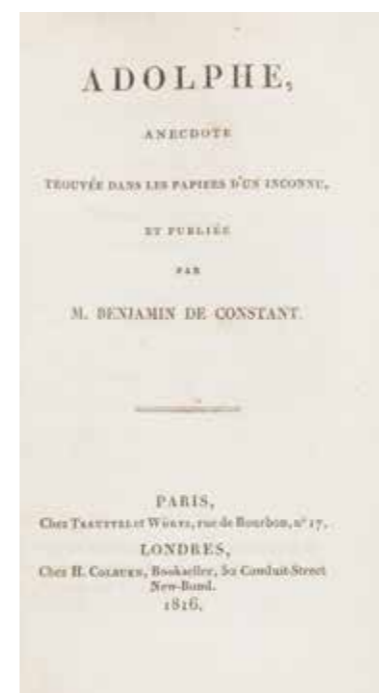 ADOLPHE,
ANECDOTE
TROUVÉE DANS LES PAPIERS D'UN INCONNU,
ET PUBLIÉE
PAR
M. BENJAMIN DE CONSTANT.
PARIS,
Chez TREUTTEL et WÜRTZ, rue de Bourbon, nº 17.
LONDRES,
Chez H. COLBURN, Bookseller, 50 Conduit-Street
New-Bond.
1816.